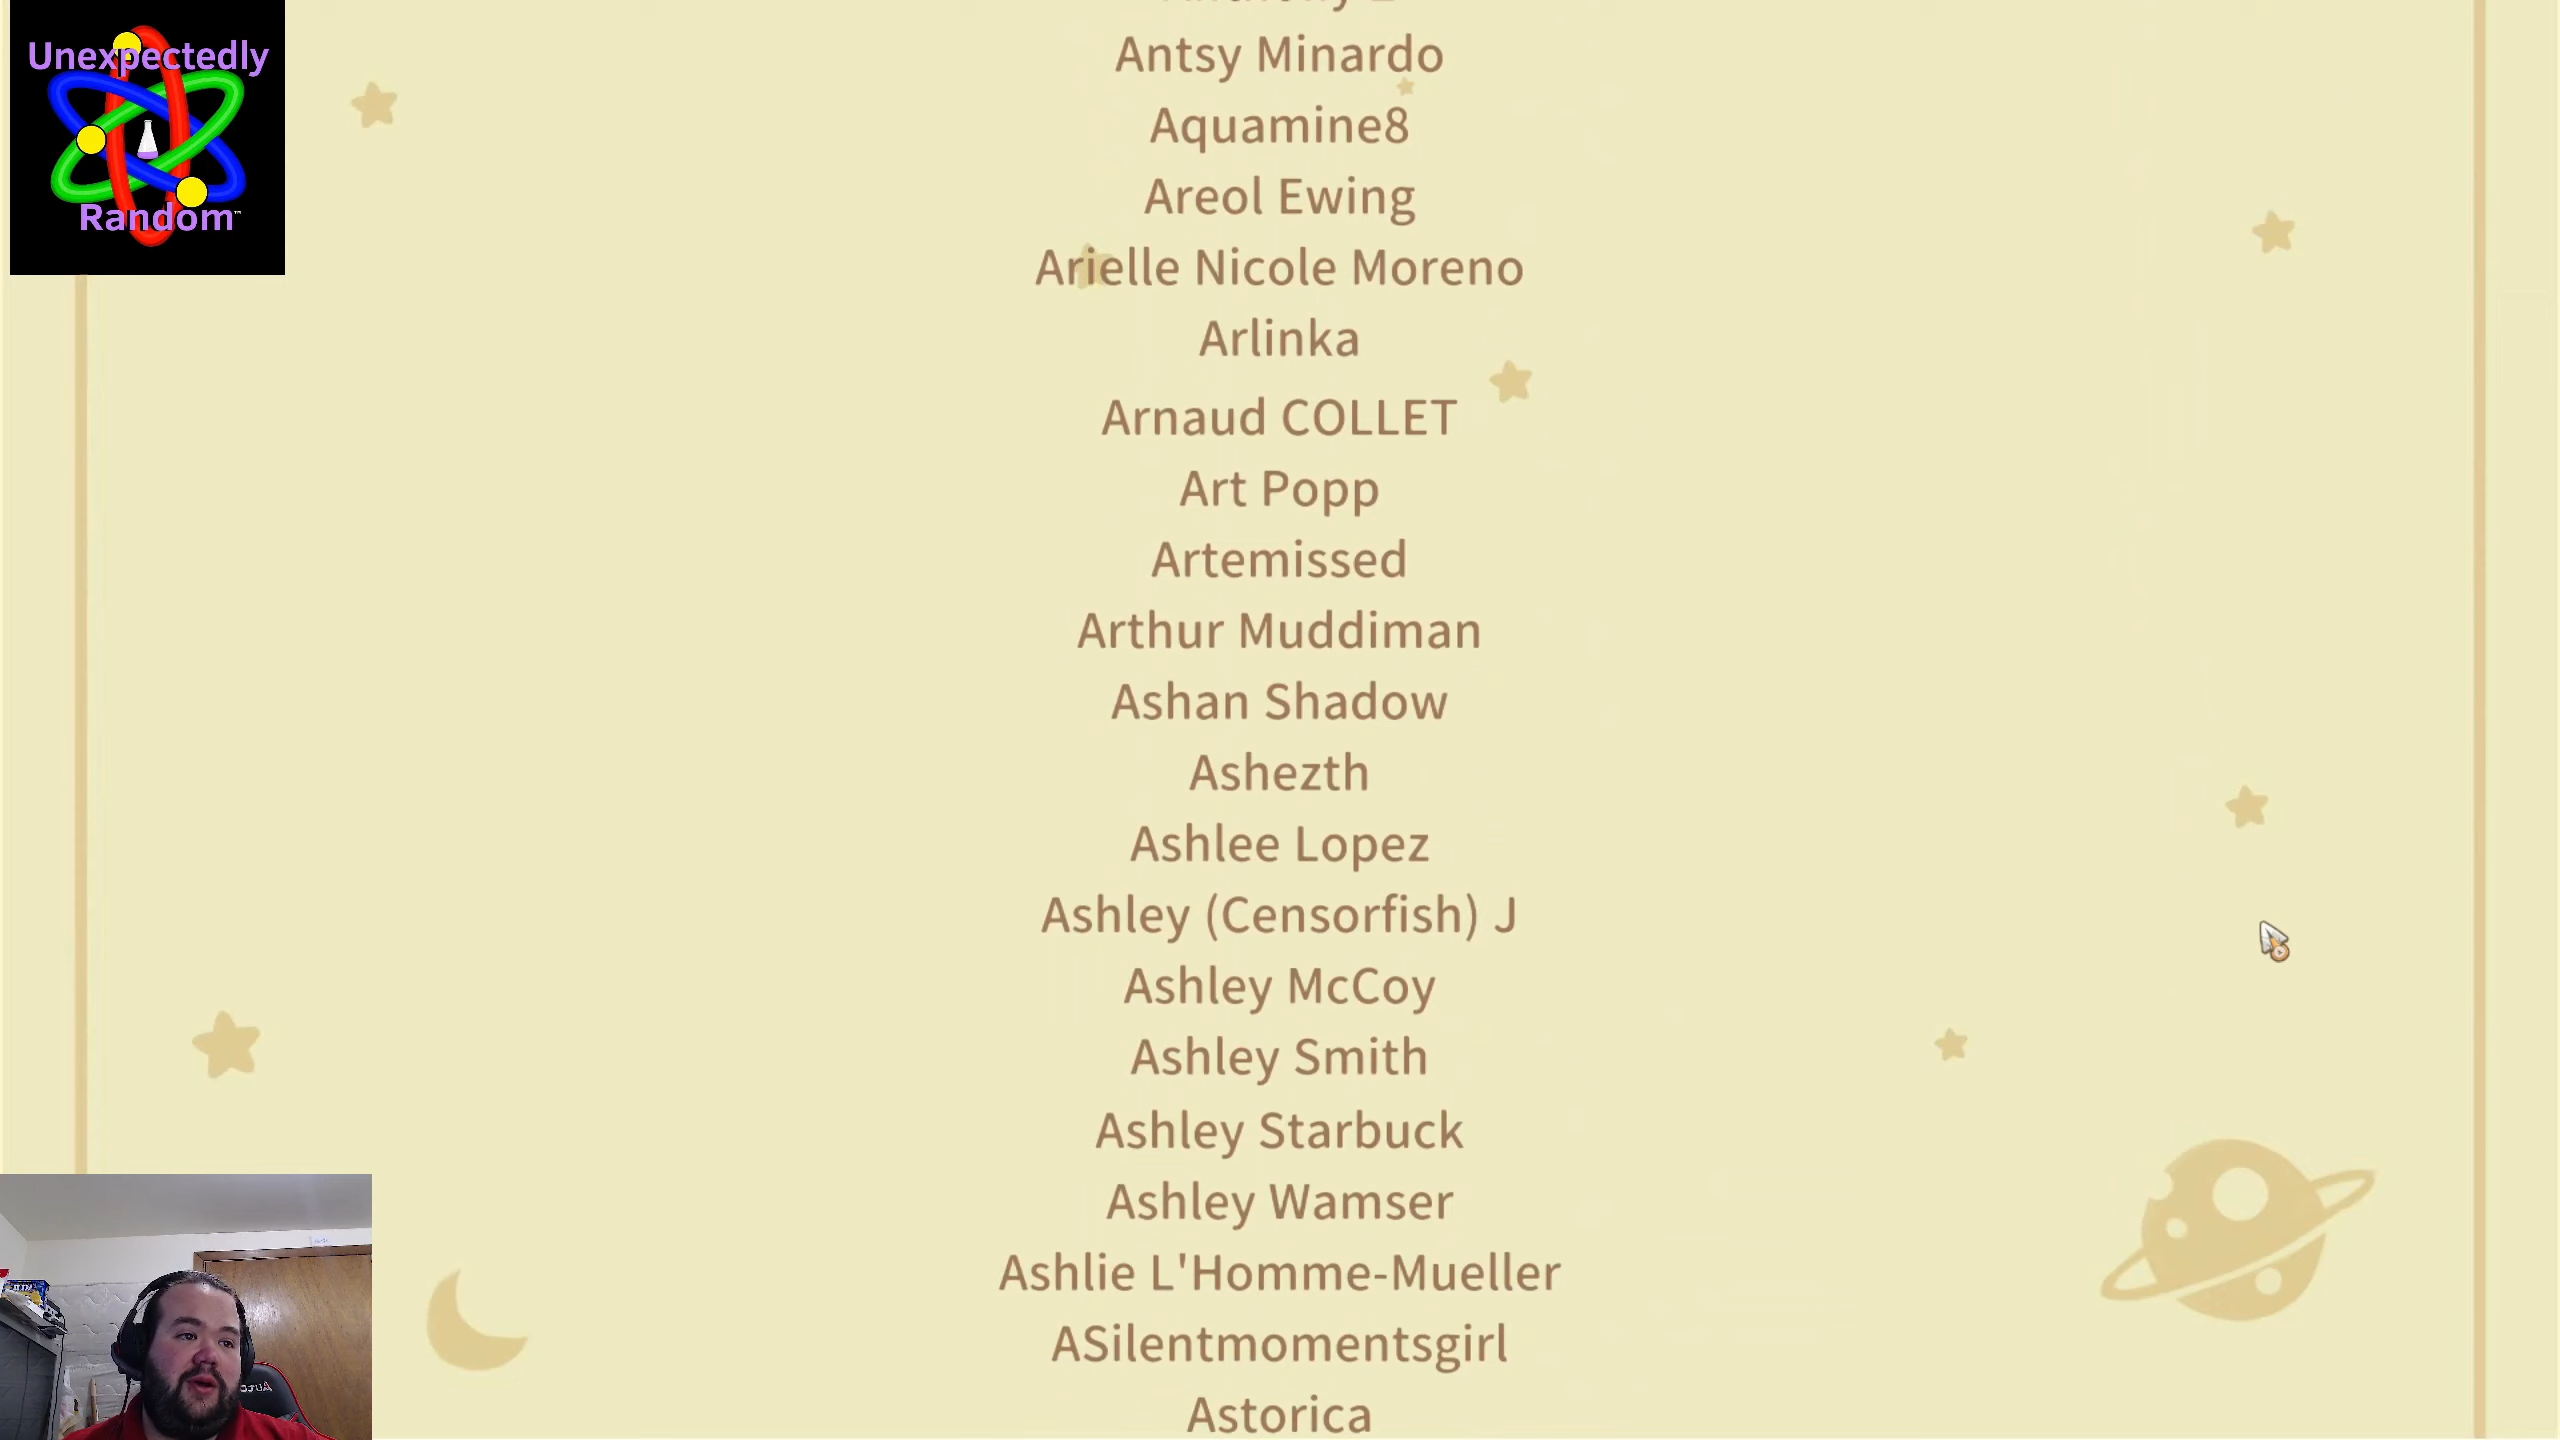 Unexpectedly
Random™
Antsy Minardo
Aquamine8
Areol Ewing
Arielle Nicole Moreno
Arlinka
Arnaud COLLET
Art Popp
Artemissed
Arthur Muddiman
Ashan Shadow
Ashezth
Ashlee Lopez
Ashley (Censorfish) J
Ashley McCoy
Ashley Smith
Ashley Starbuck
Ashley Wamser
Ashlie L'Homme-Mueller
ASilentmomentsgirl
Astorica